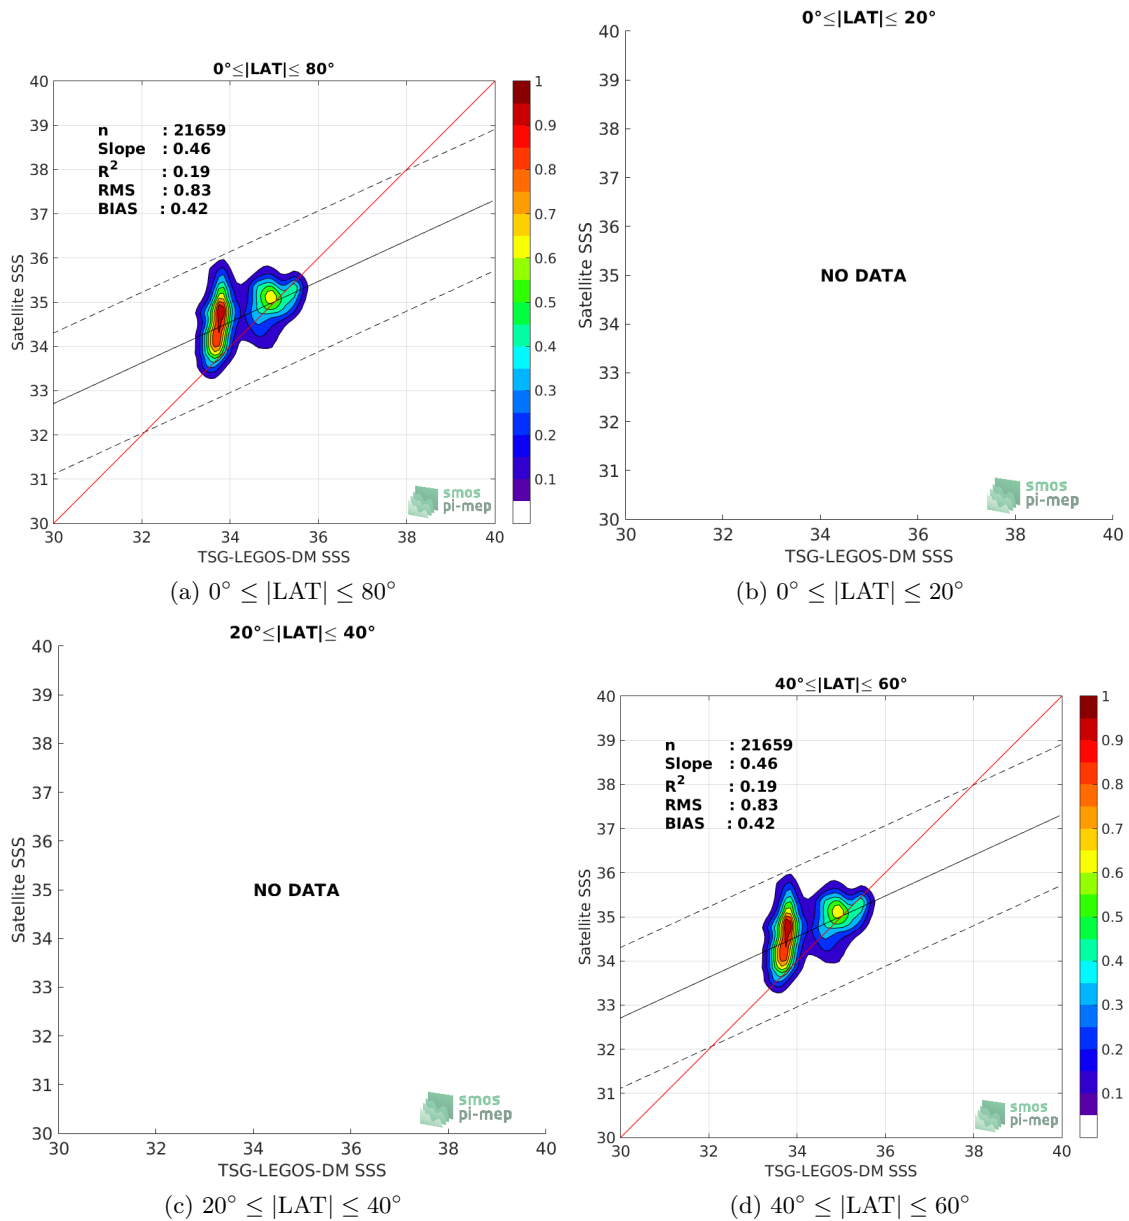 0°≤|LAT|≤ 80°
40
39
38
37
36
35
34
33
32
31
30
Satellite SSS
n : 21659
Slope : 0.46
R² : 0.19
RMS : 0.83
BIAS : 0.42
smos
pi-mep
30 32 34 36 38 40
TSG-LEGOS-DM SSS
1
0.9
0.8
0.7
0.6
0.5
0.4
0.3
0.2
0.1
(a) 0° ≤ |LAT| ≤ 80°
0°≤|LAT|≤ 20°
40
39
38
37
36
35
34
33
32
31
30
Satellite SSS
NO DATA
smos
pi-mep
30 32 34 36 38 40
TSG-LEGOS-DM SSS
(b) 0° ≤ |LAT| ≤ 20°
20°≤|LAT|≤ 40°
40
39
38
37
36
35
34
33
32
31
30
Satellite SSS
NO DATA
smos
pi-mep
30 32 34 36 38 40
TSG-LEGOS-DM SSS
(c) 20° ≤ |LAT| ≤ 40°
40°≤|LAT|≤ 60°
40
39
38
37
36
35
34
33
32
31
30
Satellite SSS
n : 21659
Slope : 0.46
R² : 0.19
RMS : 0.83
BIAS : 0.42
smos
pi-mep
30 32 34 36 38 40
TSG-LEGOS-DM SSS
1
0.9
0.8
0.7
0.6
0.5
0.4
0.3
0.2
0.1
(d) 40° ≤ |LAT| ≤ 60°